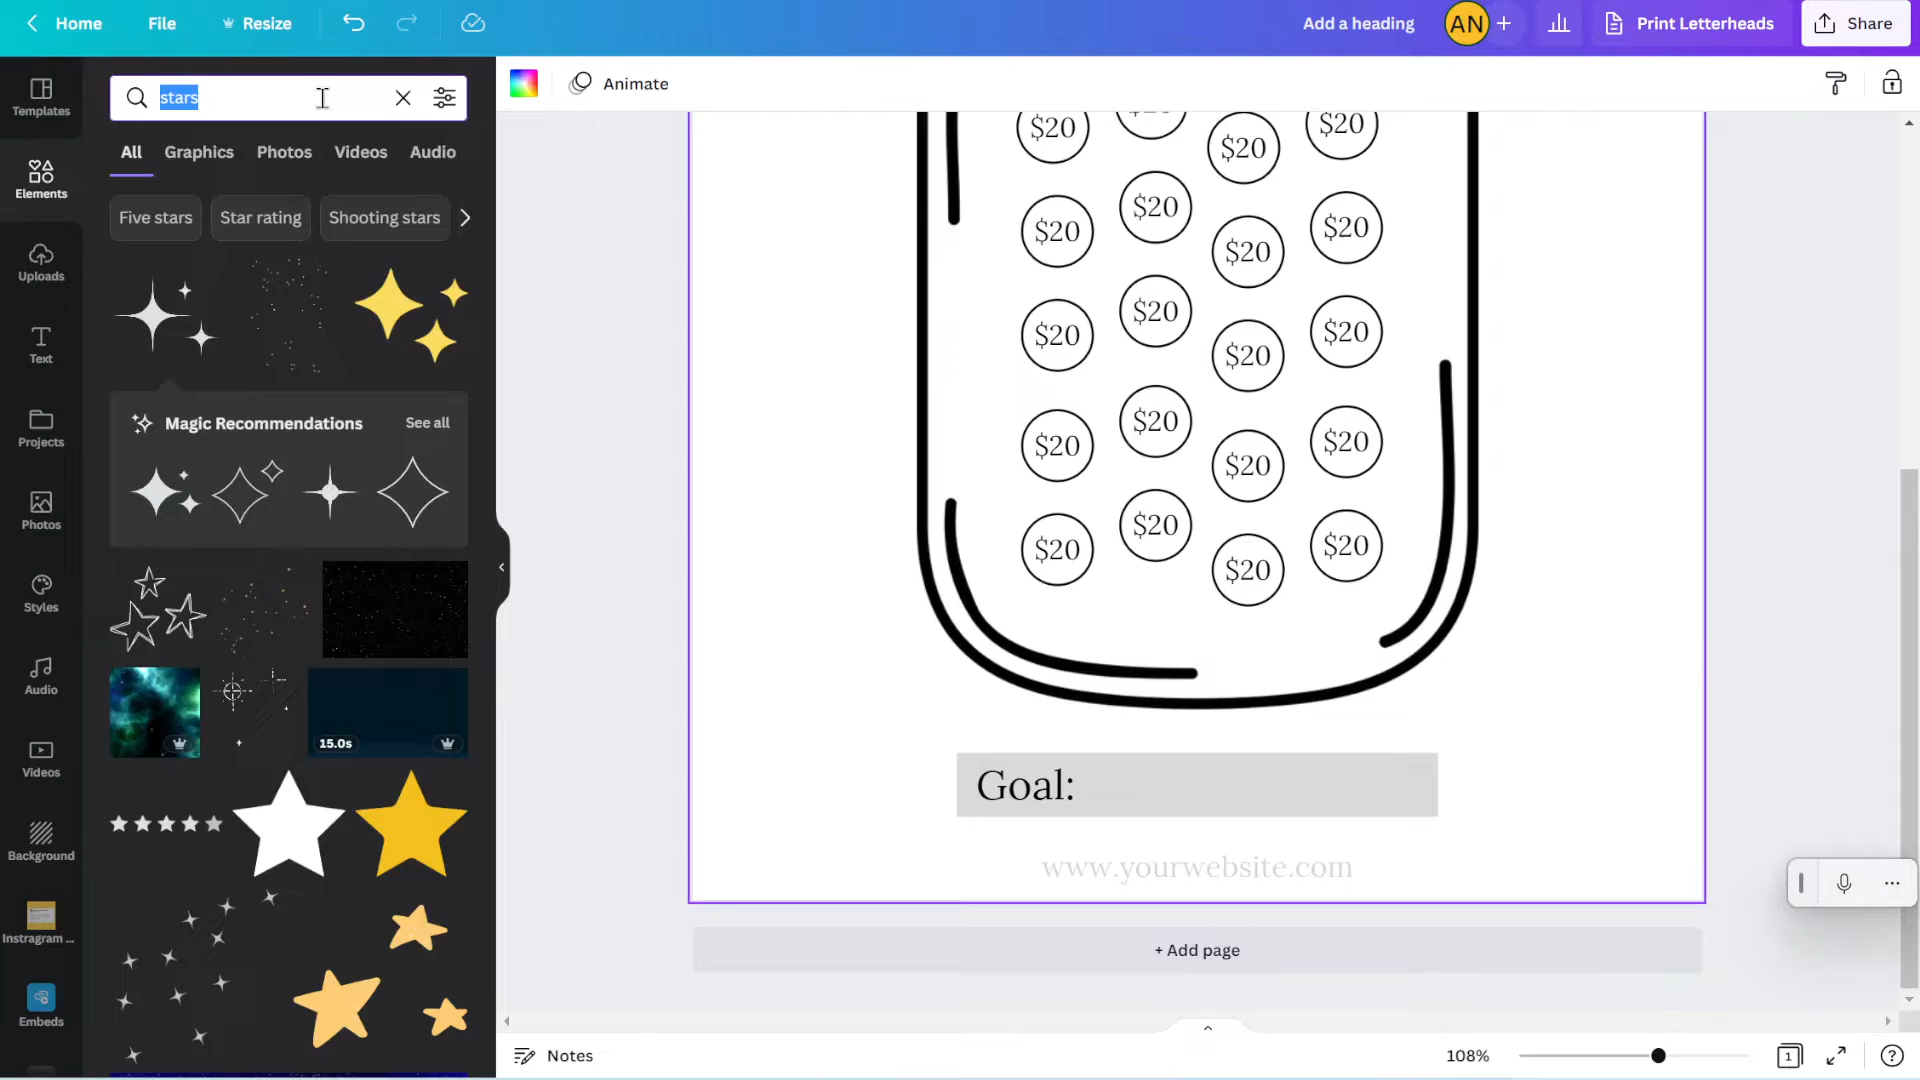 Home File Resize Add a heading AN Print Letterheads Share
stars
Animate
All Graphics Photos Videos Audio
Five stars Star rating Shooting stars
Magic Recommendations See all
15.0s
Templates
Elements
Uploads
Text
Projects
Photos
Styles
Audio
Videos
Background
Instragram ...
Embeds
$20 $20 $20
$20 $20 $20 $20
$20 $20 $20 $20
$20 $20 $20 $20
$20 $20 $20 $20
Goal:
www.yourwebsite.com
+ Add page
Notes 108% 1